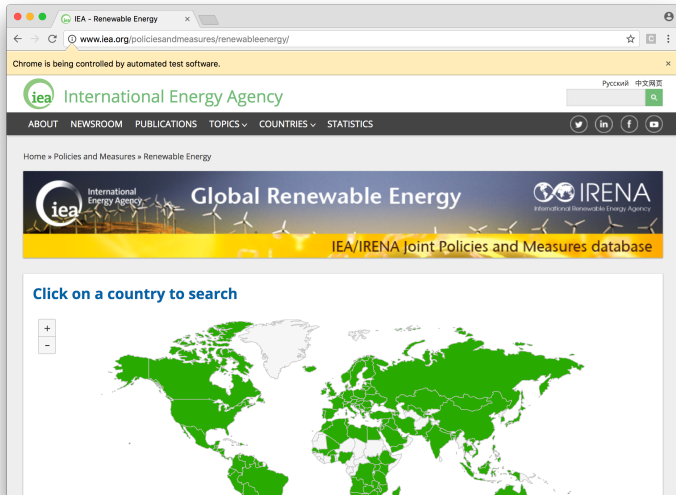 IEA - Renewable Energy
www.iea.org/policiesandmeasures/renewableenergy/
Chrome is being controlled by automated test software.
Русский 中文网页
iea International Energy Agency
ABOUT NEWSROOM PUBLICATIONS TOPICS COUNTRIES STATISTICS
Home » Policies and Measures » Renewable Energy
iea International Energy Agency
Global Renewable Energy
IRENA
International Renewable Energy Agency
IEA/IRENA Joint Policies and Measures database
Click on a country to search
+
−